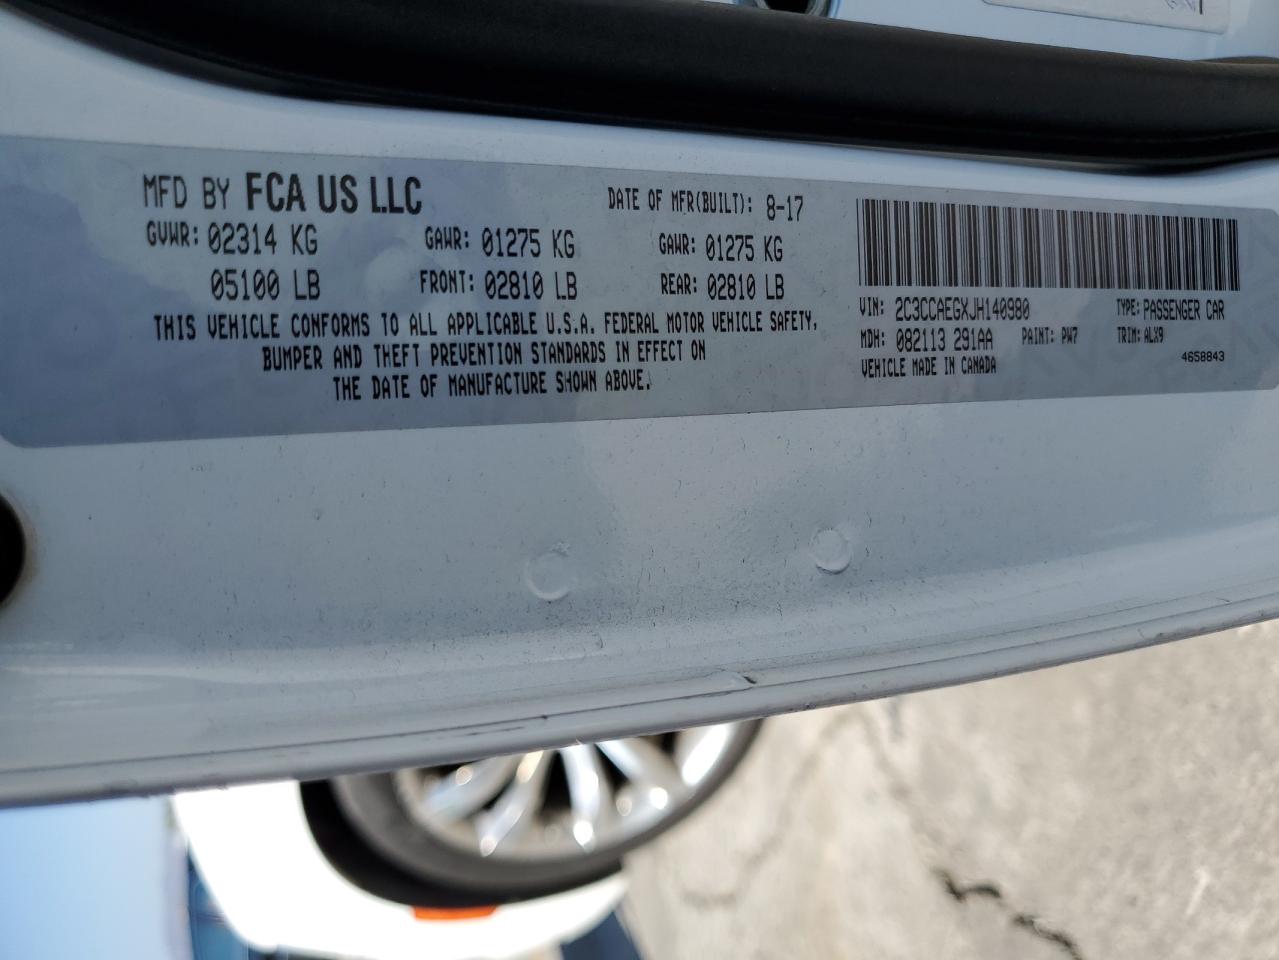 MFD BY FCA US LLC
DATE OF MFR(BUILT): 8-17
GVWR: 02314 KG GAWR: 01275 KG GAWR: 01275 KG
05100 LB FRONT: 02810 LB REAR: 02810 LB
THIS VEHICLE CONFORMS TO ALL APPLICABLE U.S.A. FEDERAL MOTOR VEHICLE SAFETY,
BUMPER AND THEFT PREVENTION STANDARDS IN EFFECT ON
THE DATE OF MANUFACTURE SHOWN ABOVE.
VIN: 2C3CCAEGXJH140980 TYPE: PASSENGER CAR
MDH: 082113 291AA PAINT: PW7 TRIM: ALX9
VEHICLE MADE IN CANADA 4658843